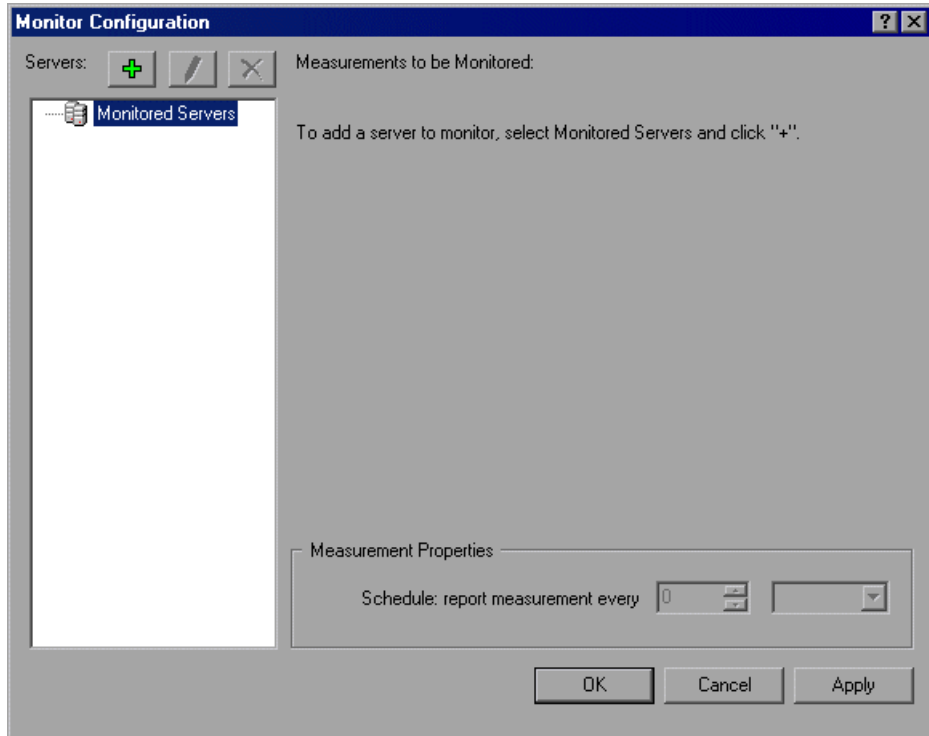 Monitor Configuration
Servers:
Measurements to be Monitored:
Monitored Servers
To add a server to monitor, select Monitored Servers and click "+".
Measurement Properties
Schedule: report measurement every 0
OK Cancel Apply